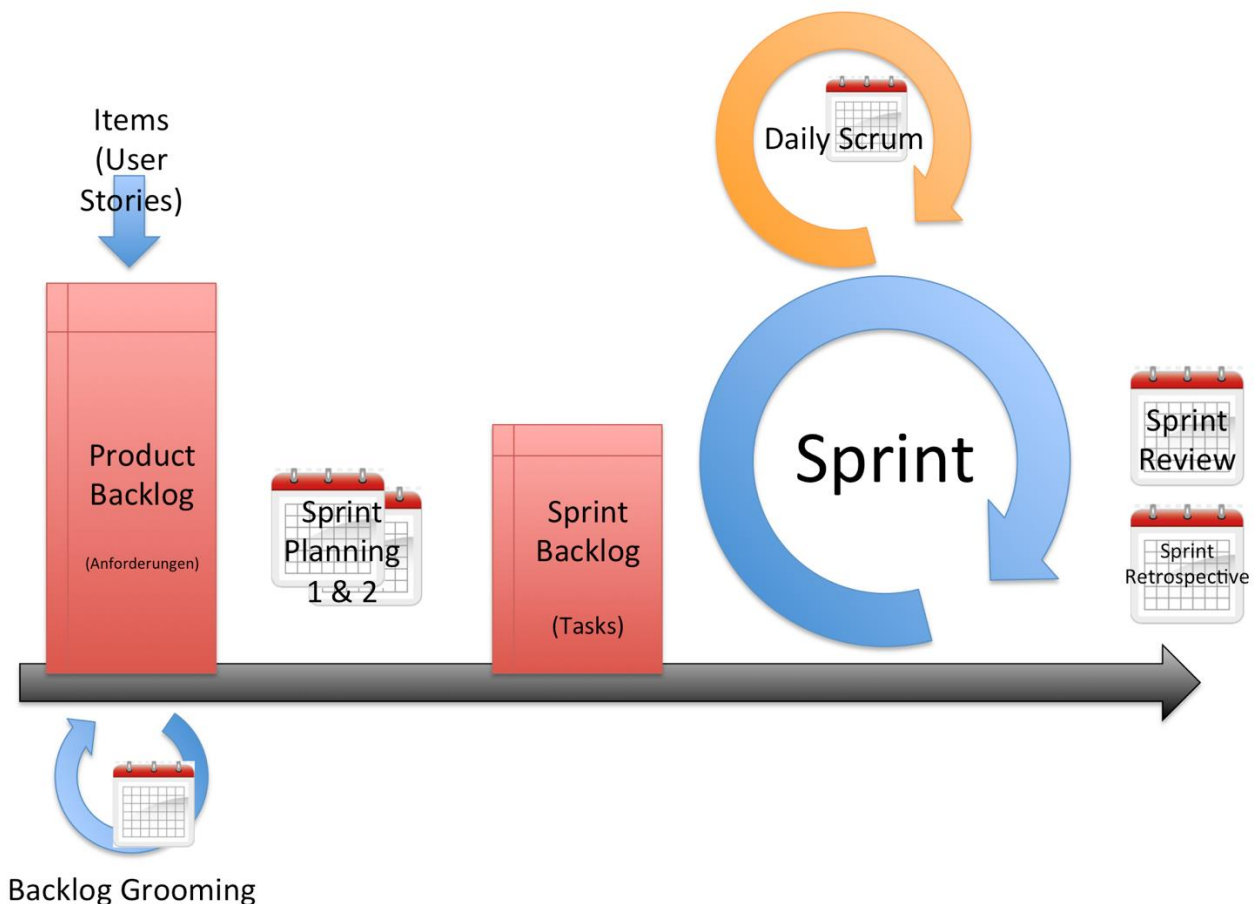 Items
(User
Stories)
Daily Scrum
Product
Backlog
(Anforderungen)
Sprint
Planning
1 & 2
Sprint
Backlog
(Tasks)
Sprint
Sprint
Review
Sprint
Retrospective
Backlog Grooming